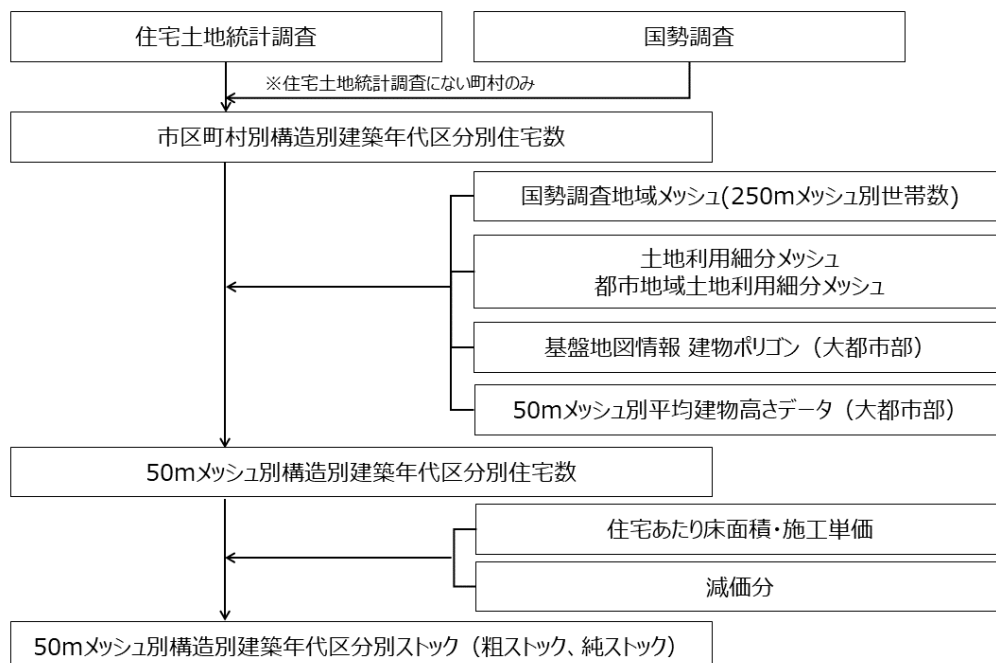 住宅土地統計調査
国勢調査
※住宅土地統計調査にない町村のみ
市区町村別構造別建築年代区分別住宅数
国勢調査地域メッシュ(250mメッシュ別世帯数)
土地利用細分メッシュ
都市地域土地利用細分メッシュ
基盤地図情報 建物ポリゴン（大都市部）
50mメッシュ別平均建物高さデータ（大都市部）
50mメッシュ別構造別建築年代区分別住宅数
住宅あたり床面積・施工単価
減価分
50mメッシュ別構造別建築年代区分別ストック（粗ストック、純ストック）